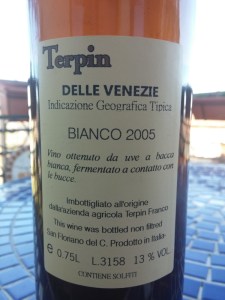 Terpin
DELLE VENEZIE
Indicazione Geografica Tipica
BIANCO 2005
Vino ottenuto da uve a bacca
bianca, fermentato a contatto con
le bucce.
Imbottigliato all'origine
dellazienda agricola Terpin Franco
This wine was bottled non filtred
San Floriano del C. Prodotto in Italia
e 0.75L L.3158 13 % VOL.
CONTIENE SOLFITI